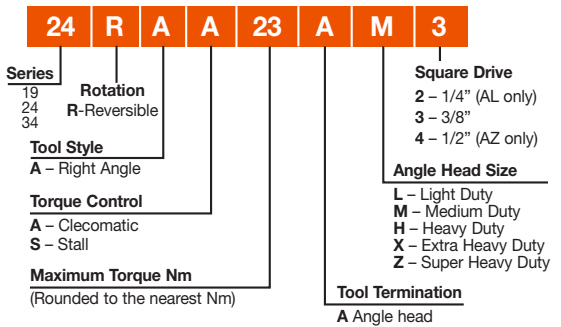 24 R A A 23 A M 3
Series
19
24
34
Rotation
R-Reversible
Tool Style
A – Right Angle
Torque Control
A – Clecomatic
S – Stall
Maximum Torque Nm
(Rounded to the nearest Nm)
Square Drive
2 – 1/4” (AL only)
3 – 3/8”
4 – 1/2” (AZ only)
Angle Head Size
L – Light Duty
M – Medium Duty
H – Heavy Duty
X – Extra Heavy Duty
Z – Super Heavy Duty
Tool Termination
A Angle head